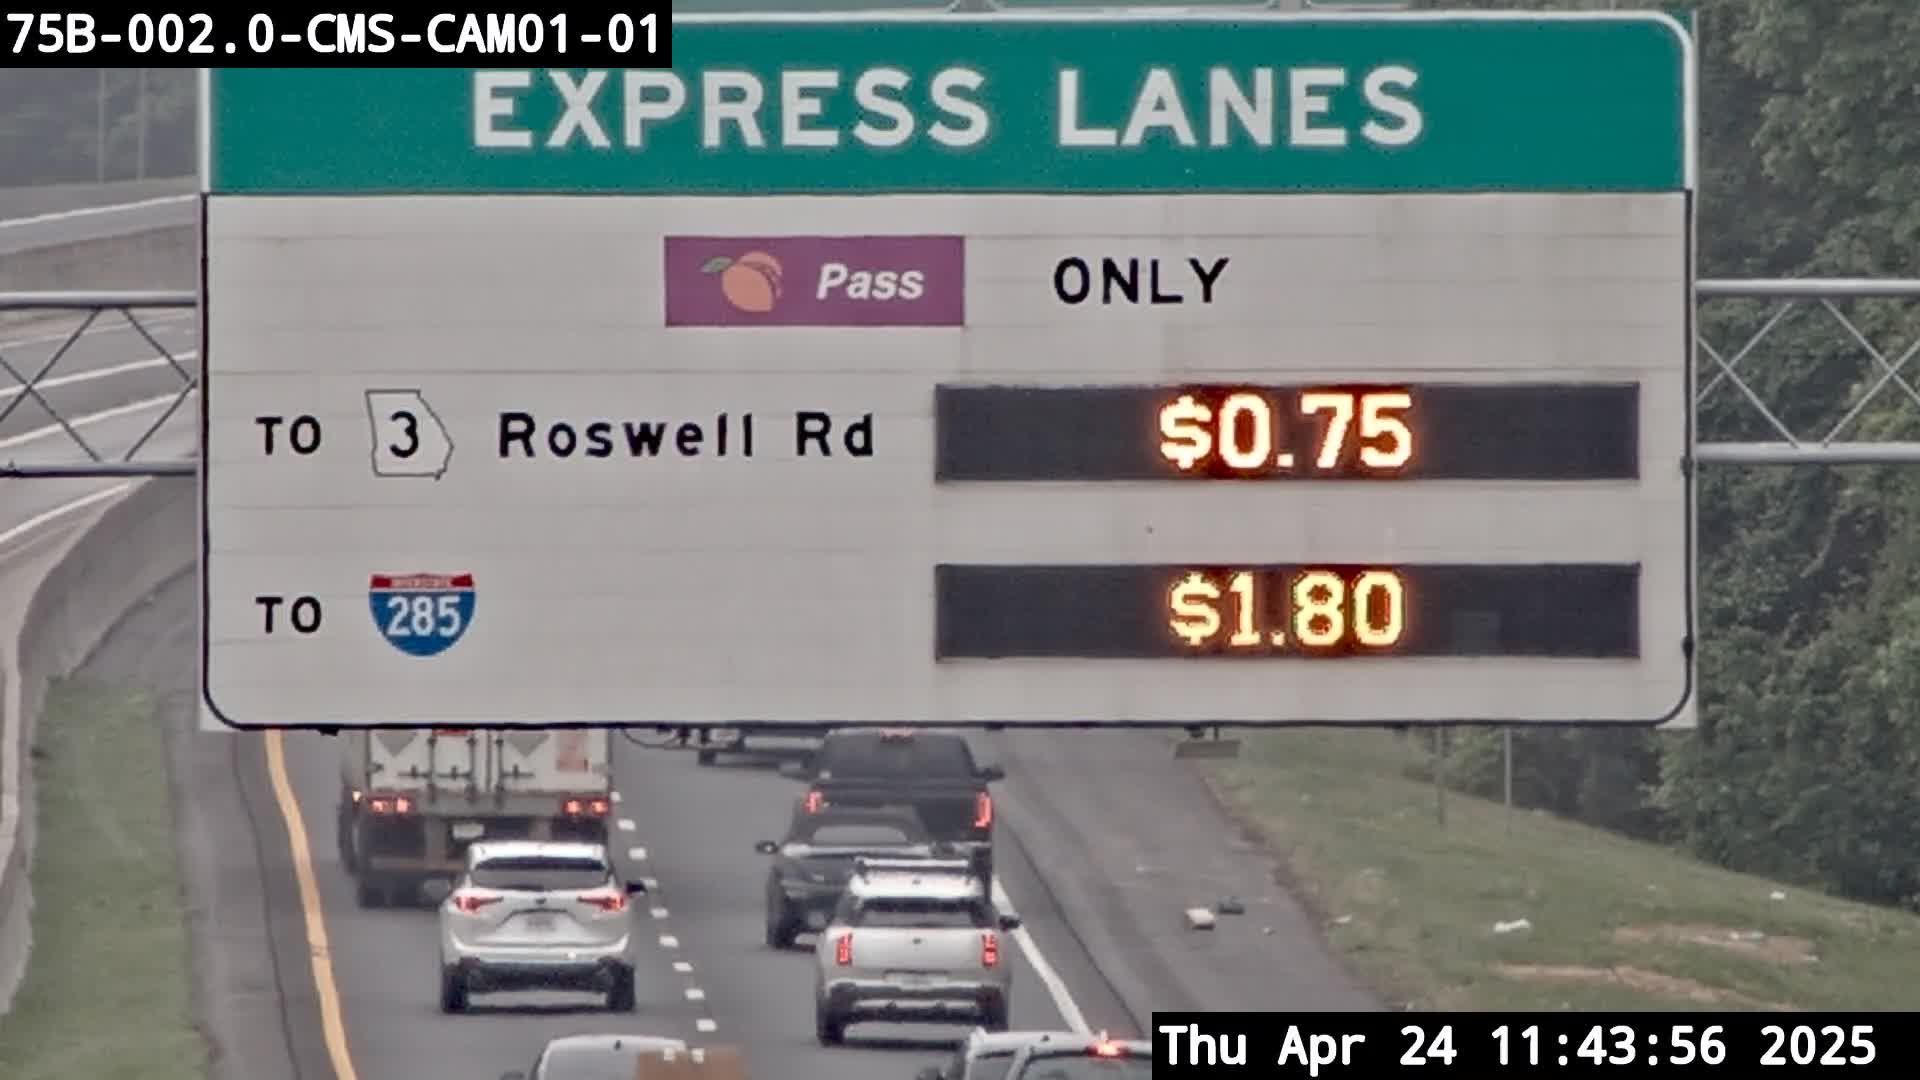 75B-002.0-CMS-CAM01-01
EXPRESS LANES
Pass ONLY
TO 3 Roswell Rd $0.75
TO INTERSTATE 285 $1.80
Thu Apr 24 11:43:56 2025